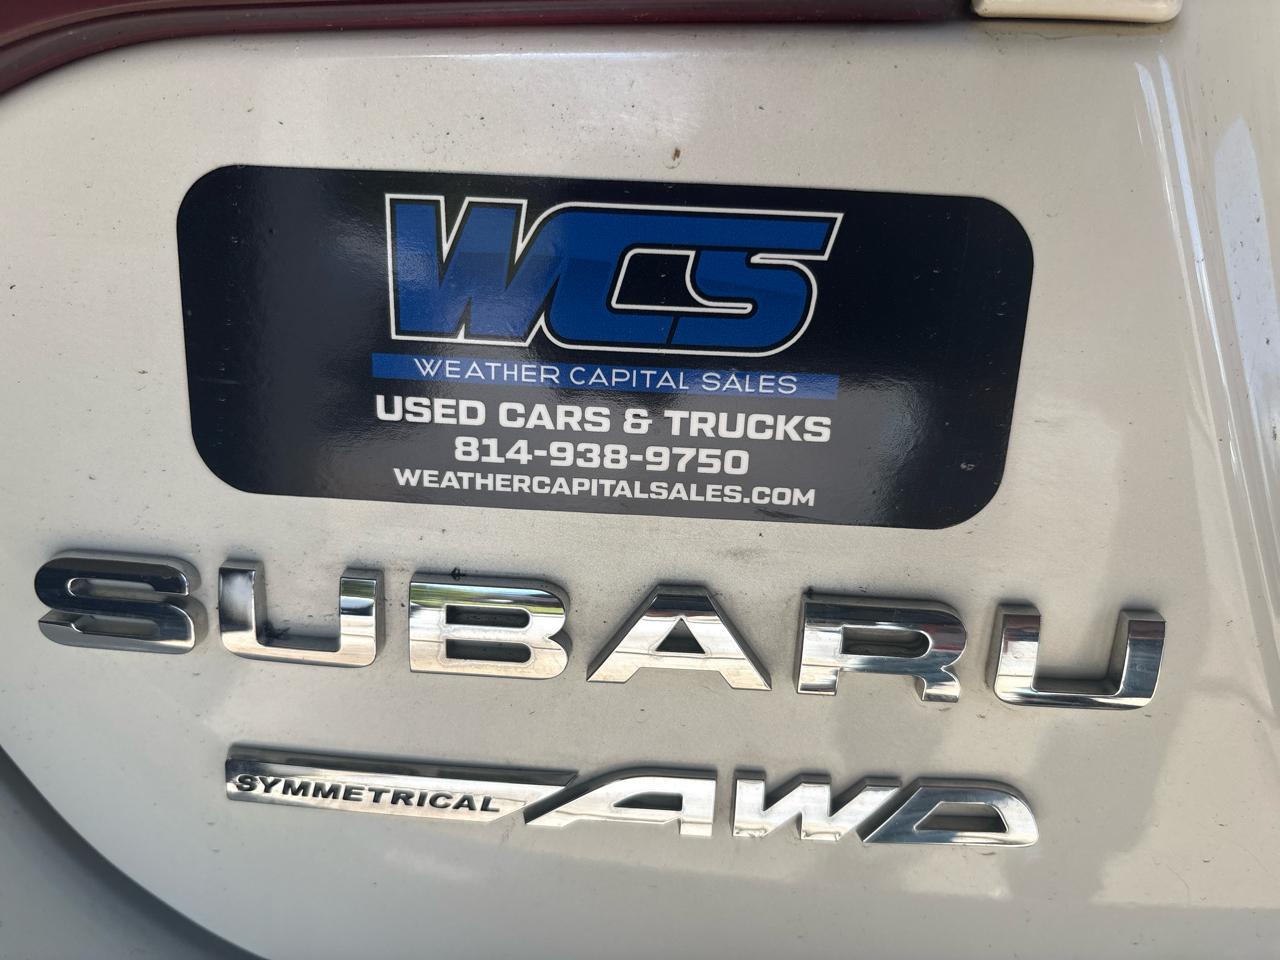 WCS
WEATHER CAPITAL SALES
USED CARS & TRUCKS
814-938-9750
WEATHERCAPITALSALES.COM
SUBARU
SYMMETRICAL AWD